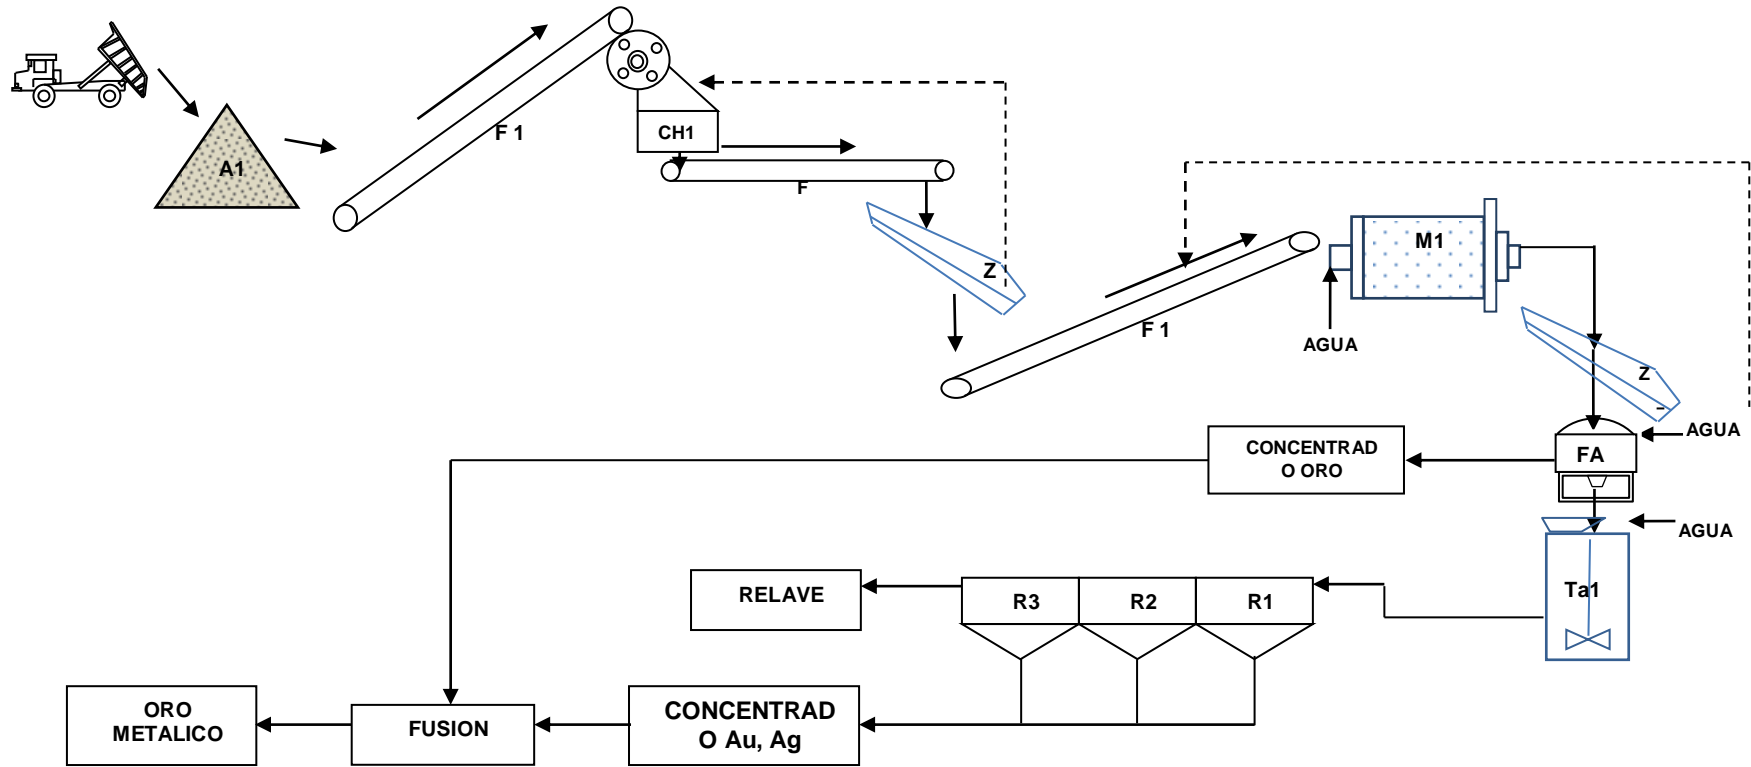 F 1
CH1
A1
F
Z
M1
F 1
AGUA
Z
AGUA
CONCENTRAD
O ORO
FA
AGUA
RELAVE
R3
R2
R1
Ta1
ORO
METALICO
FUSION
CONCENTRAD
O Au, Ag